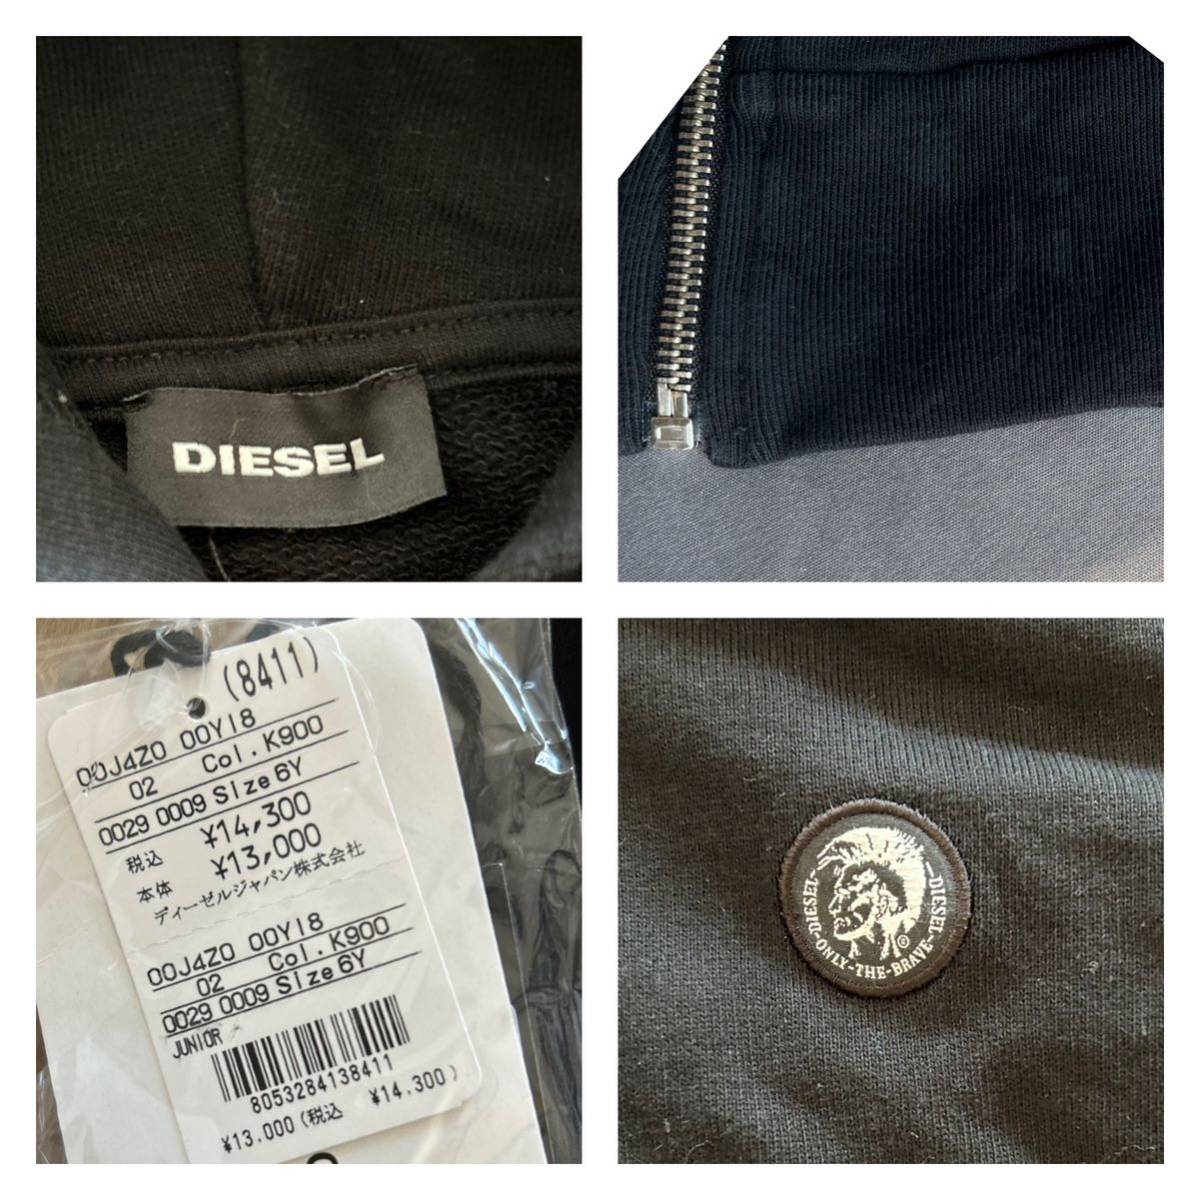 DIESEL
(8411)
00J4Z0 00YI8
02 Col.K900
0029 0009 Size 6Y
¥14,300
税込 ¥13,000
本体
ディーゼルジャパン株式会社
00J4Z0 00YI8
02 Col.K900
0029 0009 Size 6Y
JUNIOR
8053284138411
¥13.000 (税込 ¥14.300)
DIESEL-ONLY-THE-BRAVE-DIESEL
®